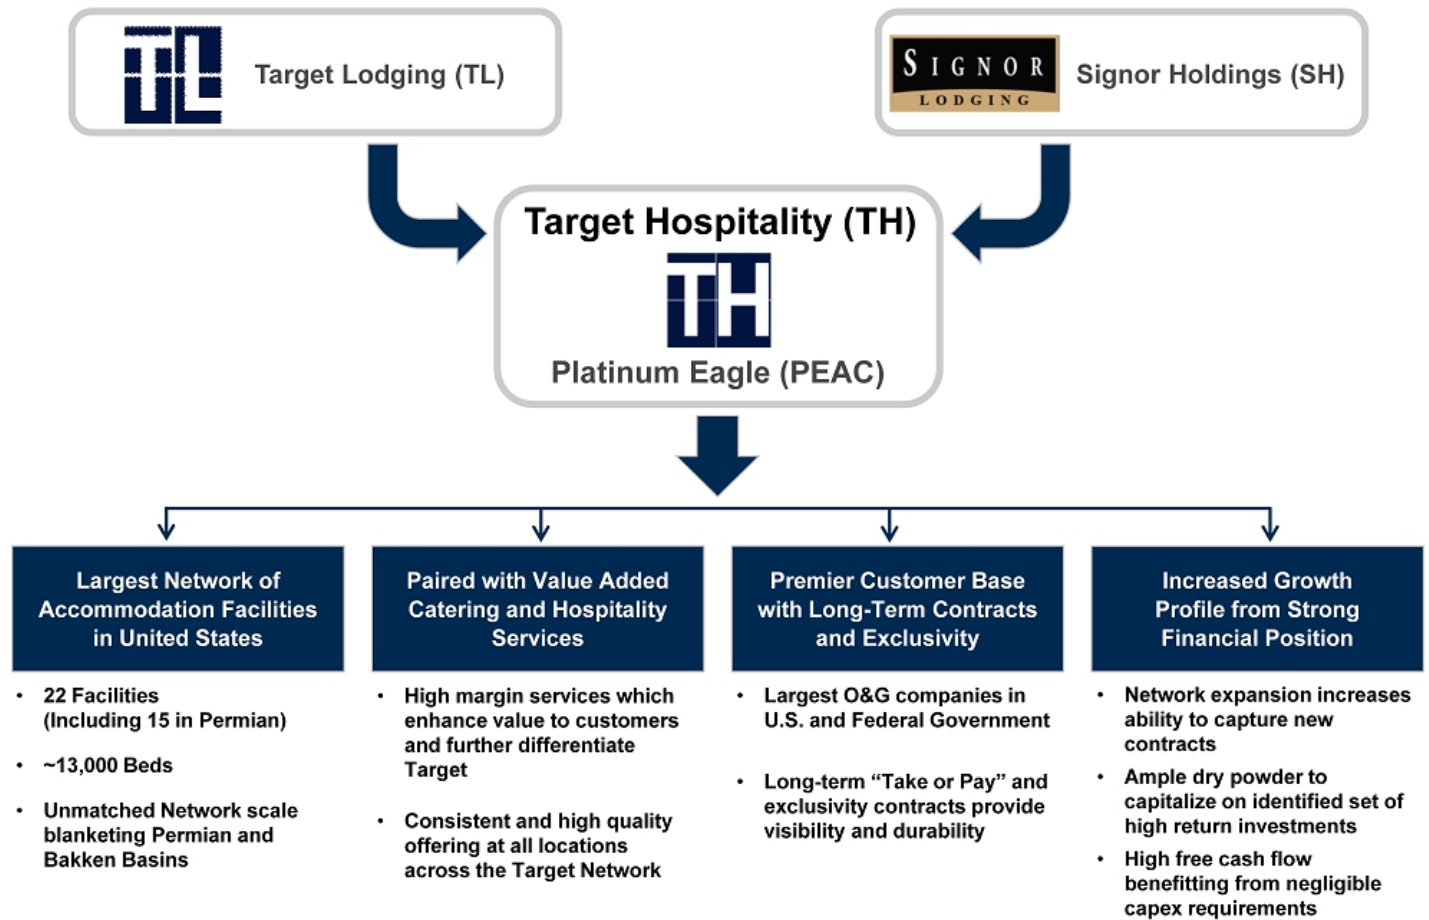 TL
Target Lodging (TL)
SIGNOR
LODGING
Signor Holdings (SH)
Target Hospitality (TH)
TH
Platinum Eagle (PEAC)
Largest Network of
Accommodation Facilities
in United States
• 22 Facilities
(Including 15 in Permian)
• ~13,000 Beds
• Unmatched Network scale
blanketing Permian and
Bakken Basins
Paired with Value Added
Catering and Hospitality
Services
• High margin services which
enhance value to customers
and further differentiate
Target
• Consistent and high quality
offering at all locations
across the Target Network
Premier Customer Base
with Long-Term Contracts
and Exclusivity
• Largest O&G companies in
U.S. and Federal Government
• Long-term “Take or Pay” and
exclusivity contracts provide
visibility and durability
Increased Growth
Profile from Strong
Financial Position
• Network expansion increases
ability to capture new
contracts
• Ample dry powder to
capitalize on identified set of
high return investments
• High free cash flow
benefitting from negligible
capex requirements